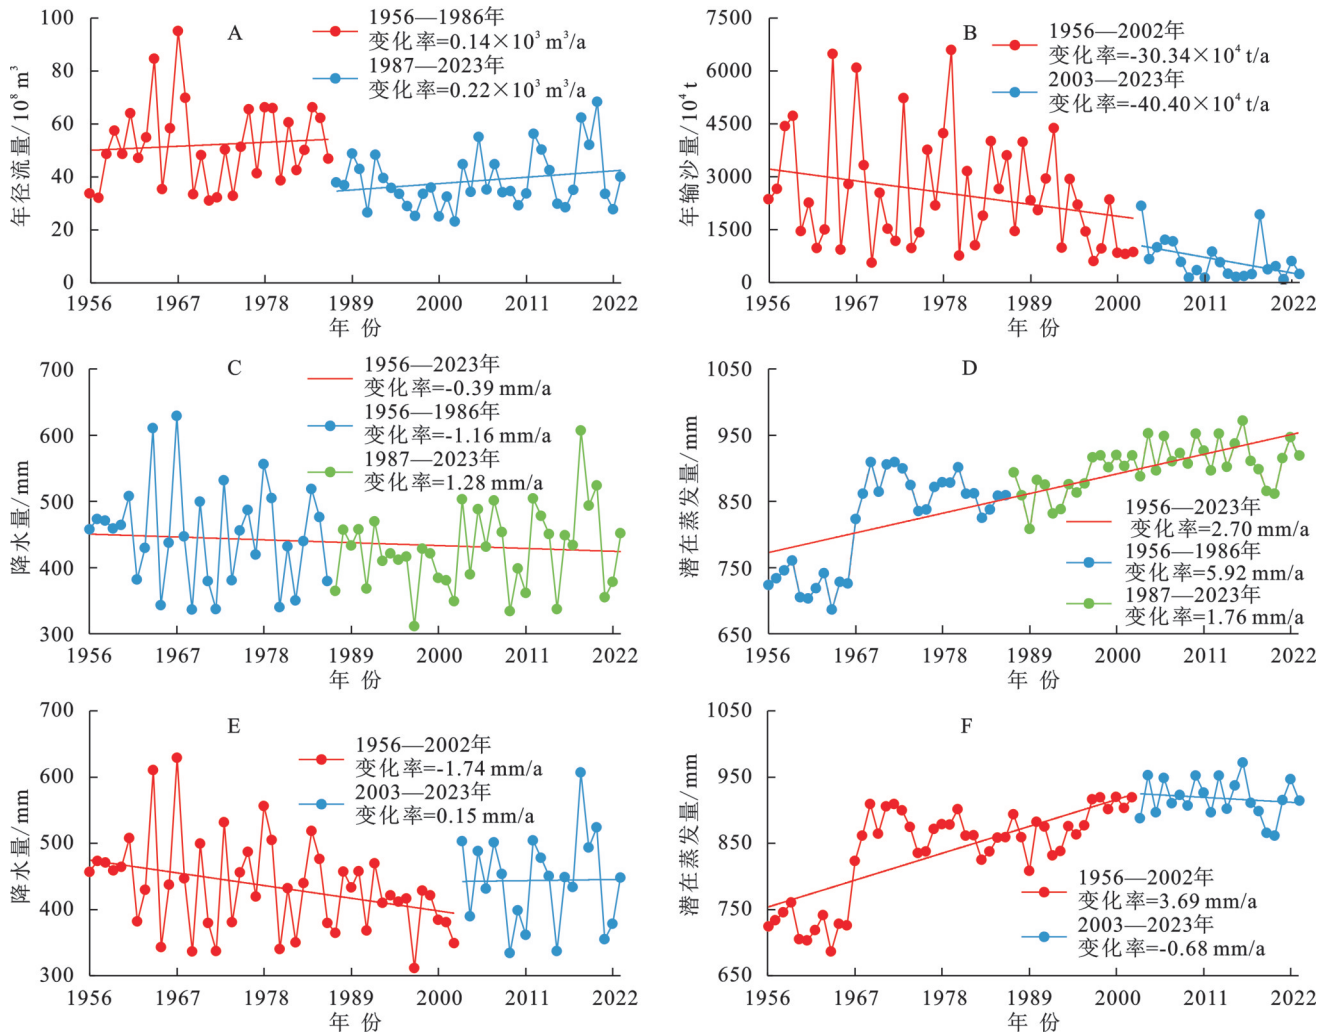 A
1956—1986年
变化率=0.14×10³ m³/a
1987—2023年
变化率=0.22×10³ m³/a
年径流量/10⁸ m³
100
80
60
40
20
0
1956 1967 1978 1989 2000 2011 2022
年 份
B
1956—2002年
变化率=-30.34×10⁴ t/a
2003—2023年
变化率=-40.40×10⁴ t/a
年输沙量/10⁴ t
7500
6000
4500
3000
1500
0
1956 1967 1978 1989 2000 2011 2022
年 份
C
1956—2023年
变化率=-0.39 mm/a
1956—1986年
变化率=-1.16 mm/a
1987—2023年
变化率=1.28 mm/a
降水量/mm
700
600
500
400
300
1956 1967 1978 1989 2000 2011 2022
年 份
D
1956—2023年
变化率=2.70 mm/a
1956—1986年
变化率=5.92 mm/a
1987—2023年
变化率=1.76 mm/a
潜在蒸发量/mm
1050
950
850
750
650
1956 1967 1978 1989 2000 2011 2022
年 份
E
1956—2002年
变化率=-1.74 mm/a
2003—2023年
变化率=0.15 mm/a
降水量/mm
700
600
500
400
300
1956 1967 1978 1989 2000 2011 2022
年 份
F
1956—2002年
变化率=3.69 mm/a
2003—2023年
变化率=-0.68 mm/a
潜在蒸发量/mm
1050
950
850
750
650
1956 1967 1978 1989 2000 2011 2022
年 份